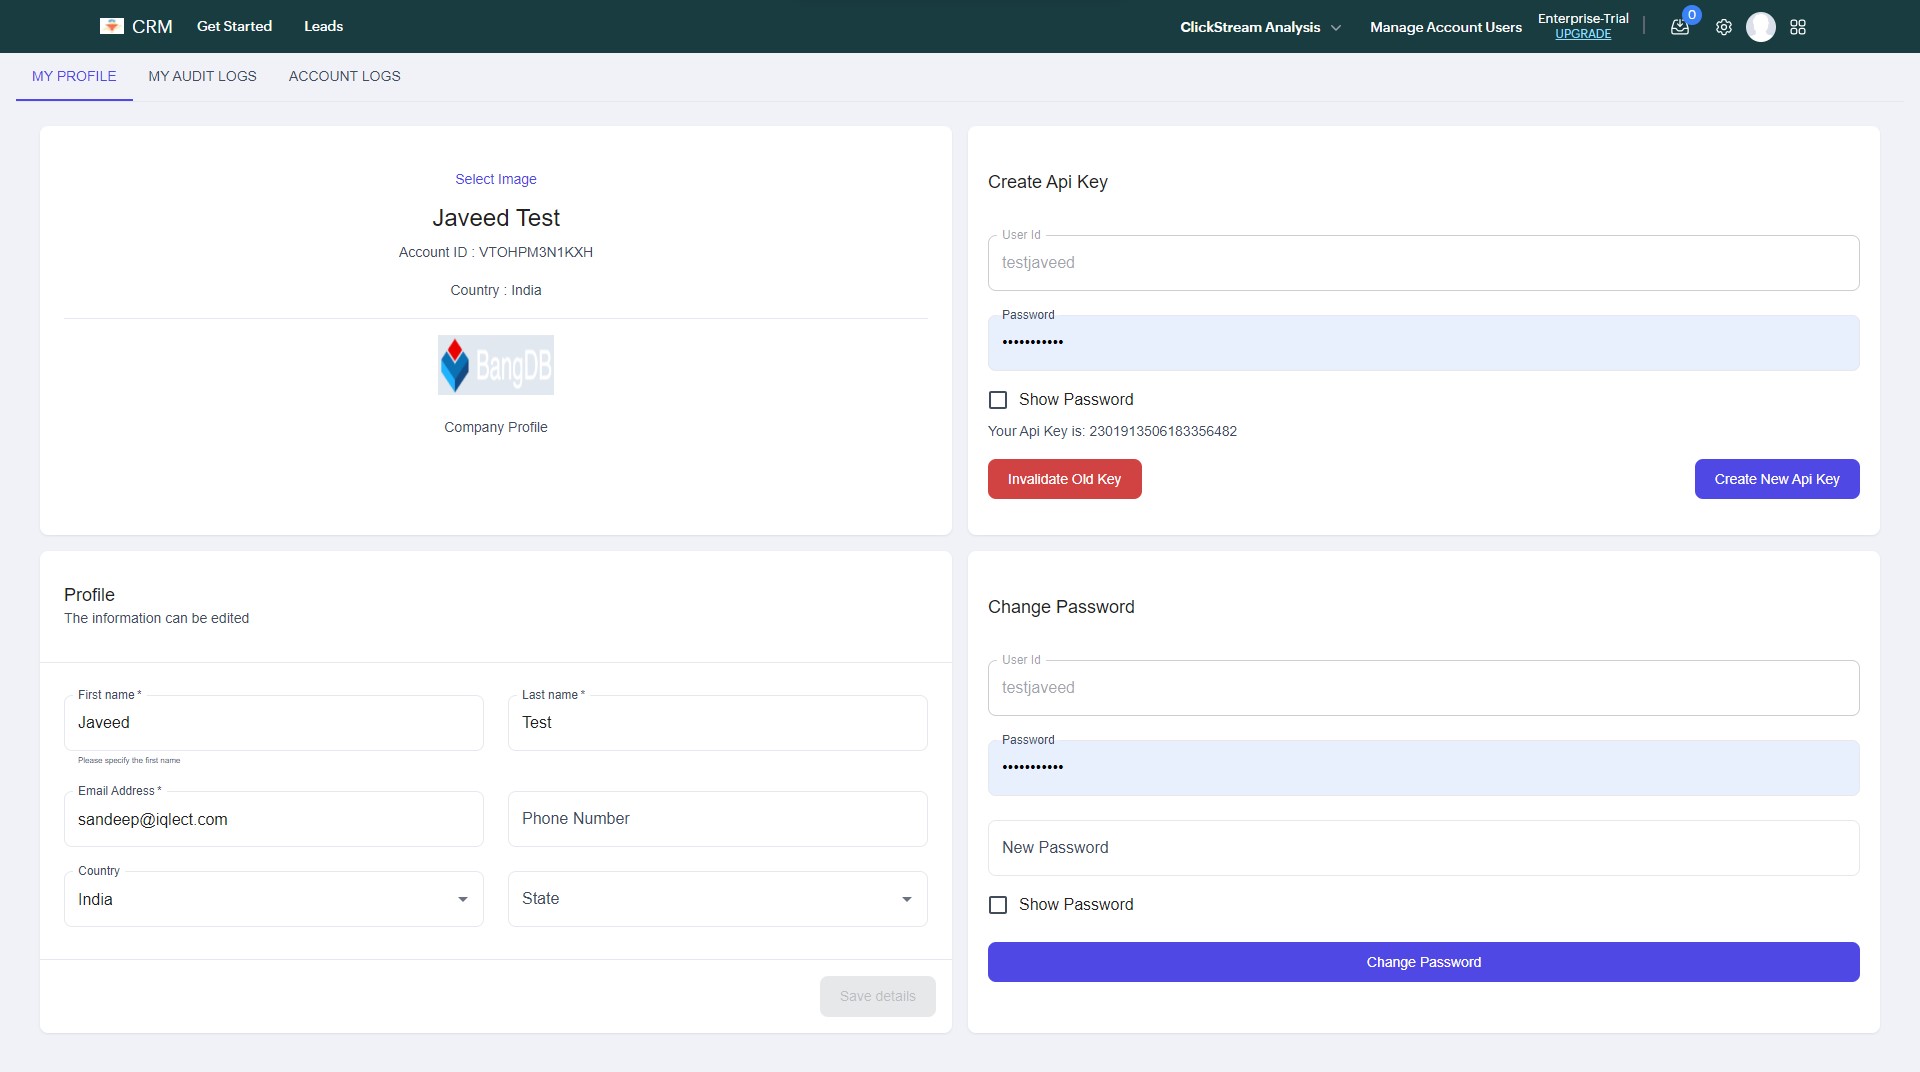 CRM Get Started Leads ClickStream Analysis Manage Account Users Enterprise-Trial UPGRADE 0
MY PROFILE MY AUDIT LOGS ACCOUNT LOGS
Select Image
Javeed Test
Account ID : VTOHPM3N1KXH
Country : India
BangDB
Company Profile
Create Api Key
User Id
testjaveed
Password
•••••••••••
Show Password
Your Api Key is: 2301913506183356482
Invalidate Old Key Create New Api Key
Profile
The information can be edited
First name * Last name *
Javeed Test
Please specify the first name
Email Address *
sandeep@iqlect.com Phone Number
Country
India State
Save details
Change Password
User Id
testjaveed
Password
•••••••••••
New Password
Show Password
Change Password